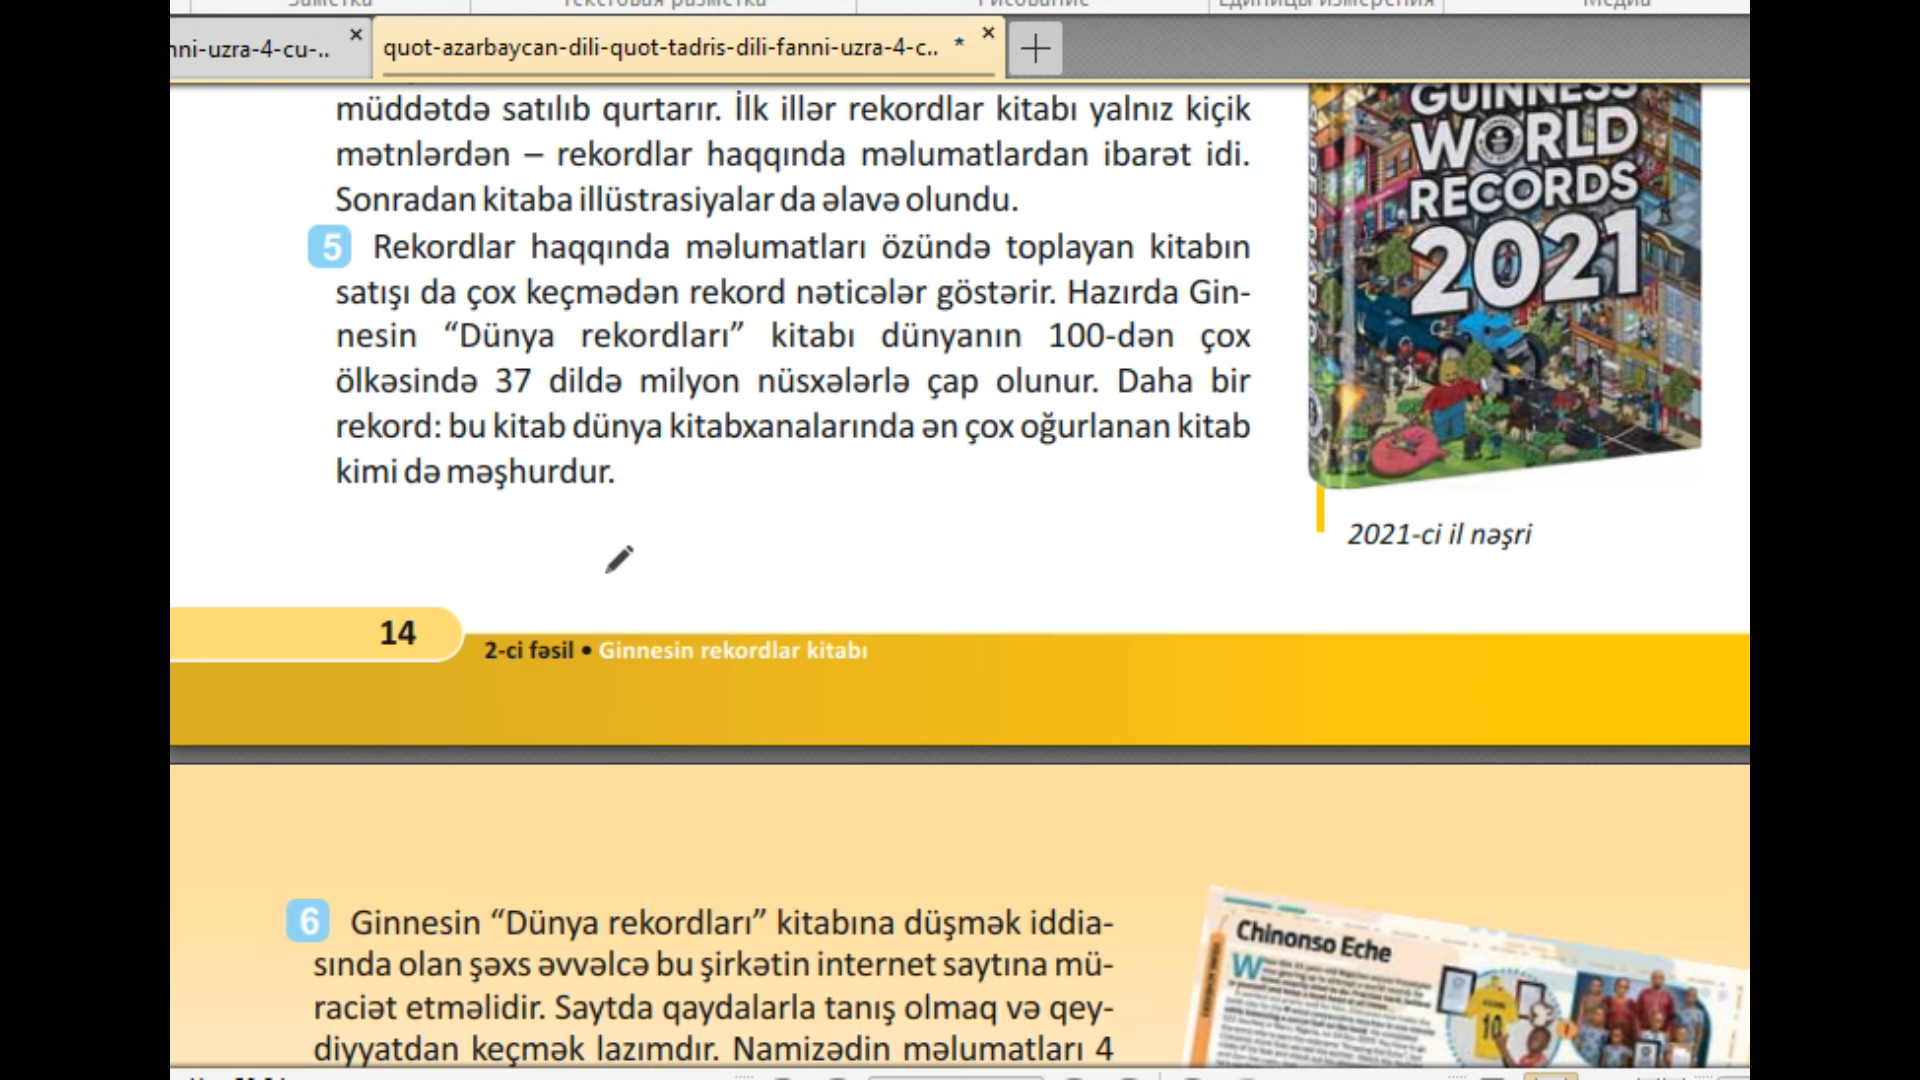 nni-uzra-4-cu-..
quot-azarbaycan-dili-quot-tadris-dili-fanni-uzra-4-c.. *
müddətdə satılıb qurtarır. İlk illər rekordlar kitabı yalnız kiçik
mətnlərdən – rekordlar haqqında məlumatlardan ibarət idi.
Sonradan kitaba illüstrasiyalar da əlavə olundu.
5 Rekordlar haqqında məlumatları özündə toplayan kitabın
satışı da çox keçmədən rekord nəticələr göstərir. Hazırda Gin-
nesin “Dünya rekordları” kitabı dünyanın 100-dən çox
ölkəsində 37 dildə milyon nüsxələrlə çap olunur. Daha bir
rekord: bu kitab dünya kitabxanalarında ən çox oğurlanan kitab
kimi də məşhurdur.
GUINNESS
WORLD
RECORDS
2021
2021-ci il nəşri
14
2-ci fəsil • Ginnesin rekordlar kitabı
6 Ginnesin “Dünya rekordları” kitabına düşmək iddia-
sında olan şəxs əvvəlcə bu şirkətin internet saytına mü-
raciət etməlidir. Saytda qaydalarla tanış olmaq və qey-
diyyatdan keçmək lazımdır. Namizədin məlumatları 4
Chinonso Eche
10